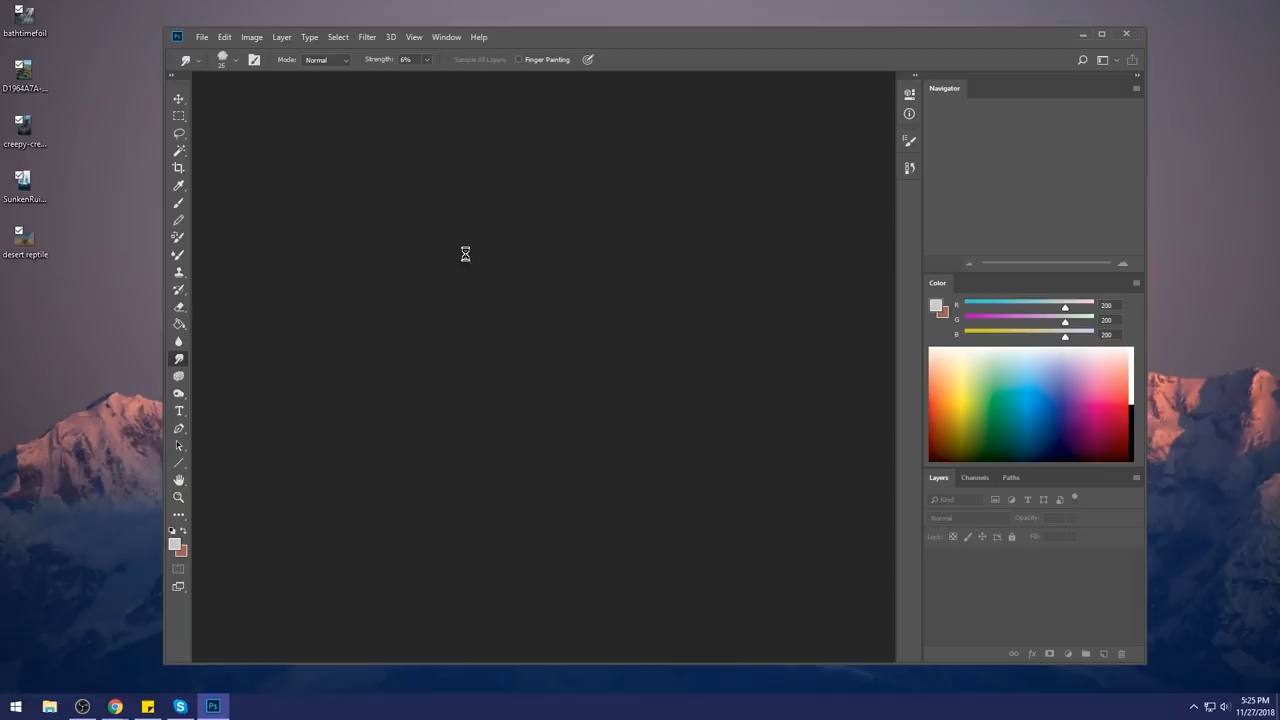 bathtimefoil
D1964A7A-...
creepy-cre...
SunkenRui...
desert reptile
Ps File Edit Image Layer Type Select Filter 3D View Window Help
25 Mode: Normal Strength: 6% Sample All Layers Finger Painting
Navigator
Color
R 200
G 200
B 200
Layers Channels Paths
Kind
Normal Opacity:
Lock: Fill:
Ps
5:25 PM
11/27/2018